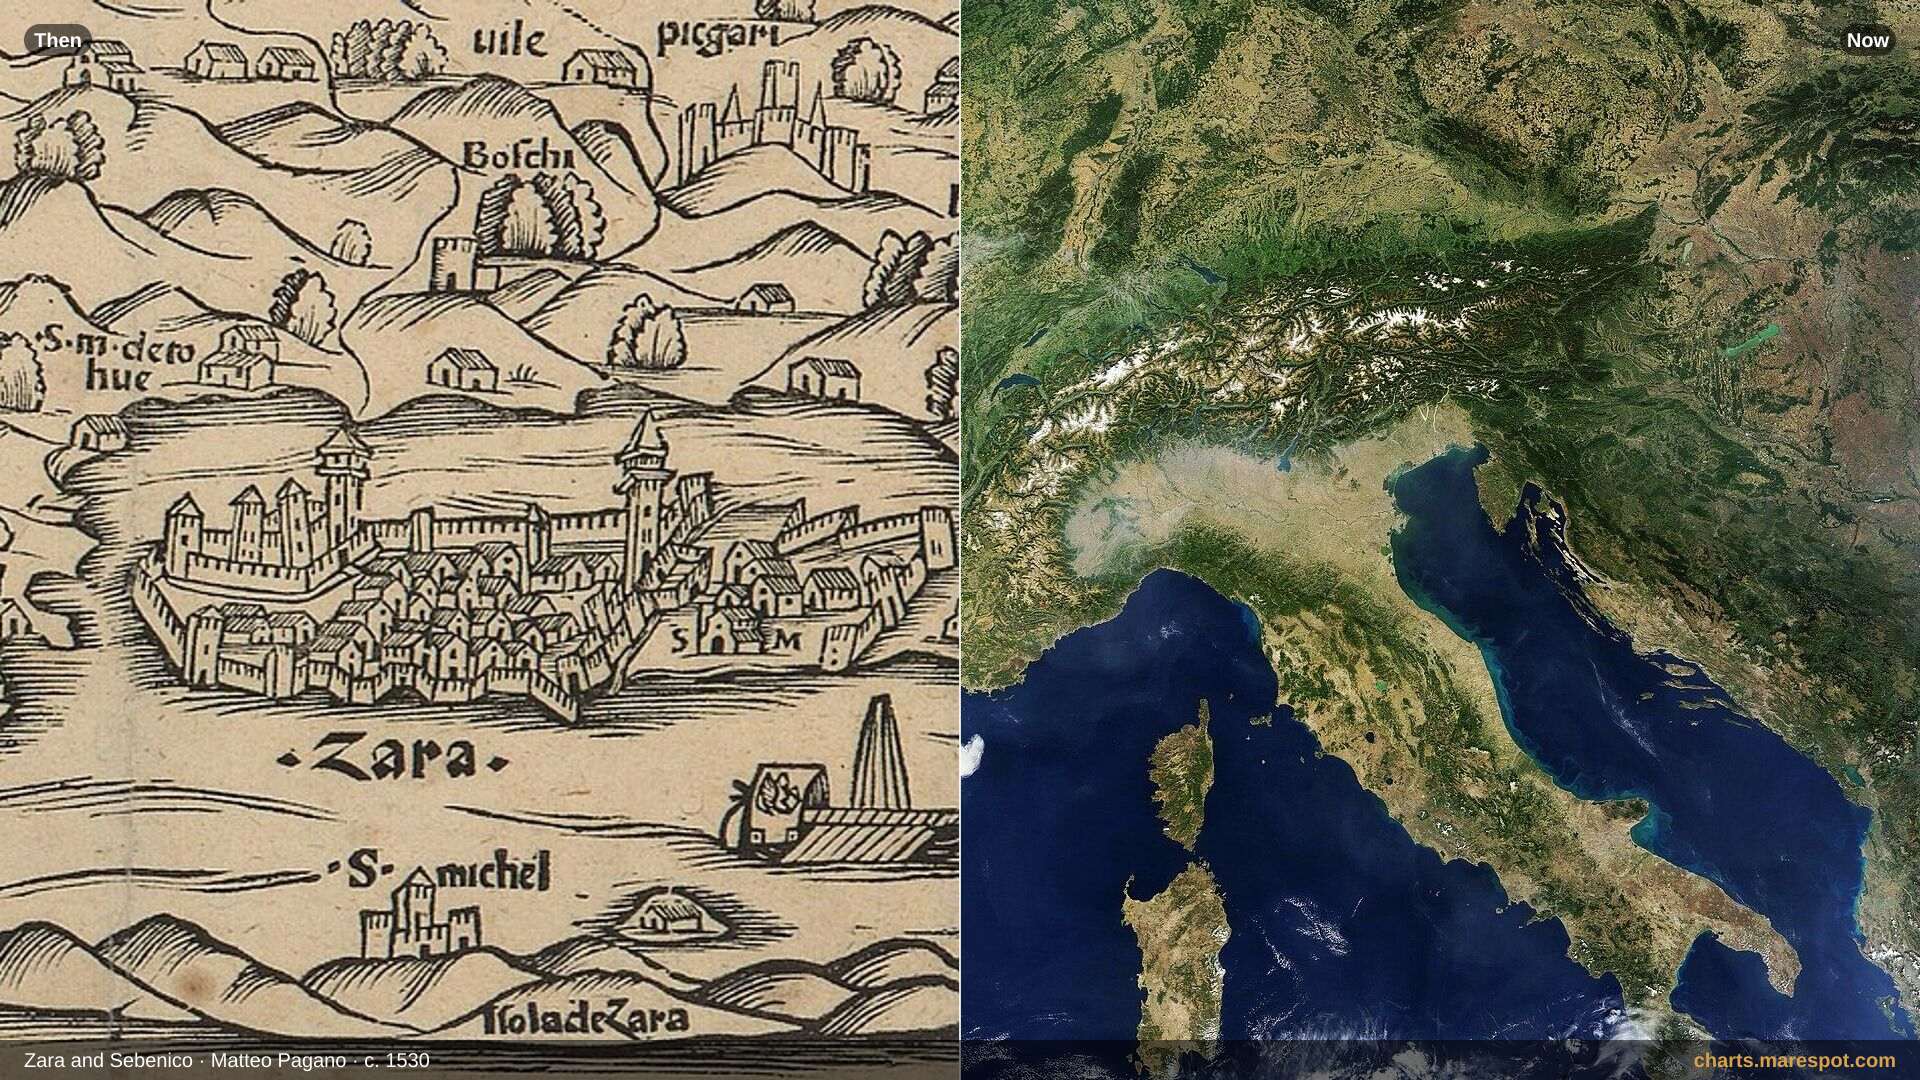 Then
Now
uile
picgari
Boſchi
S·m·dero
hue
S M
·Zara·
·S· michel
Iſola de Zara
Zara and Sebenico · Matteo Pagano · c. 1530
charts.marespot.com